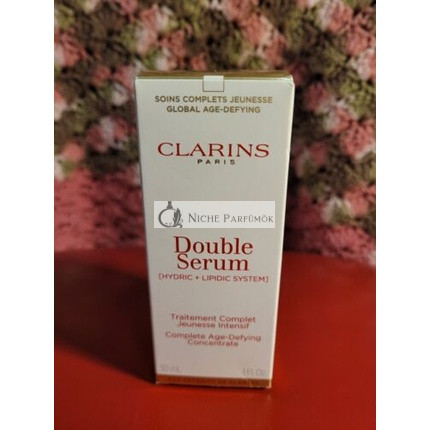 SOINS COMPLETS JEUNESSE
GLOBAL AGE-DEFYING
CLARINS
PARIS
NICHE PARFÜMÖK
Double
Serum
[HYDRIC + LIPIDIC SYSTEM]
Traitement Complet
Jeunesse Intensif
Complete Age-Defying
Concentrate